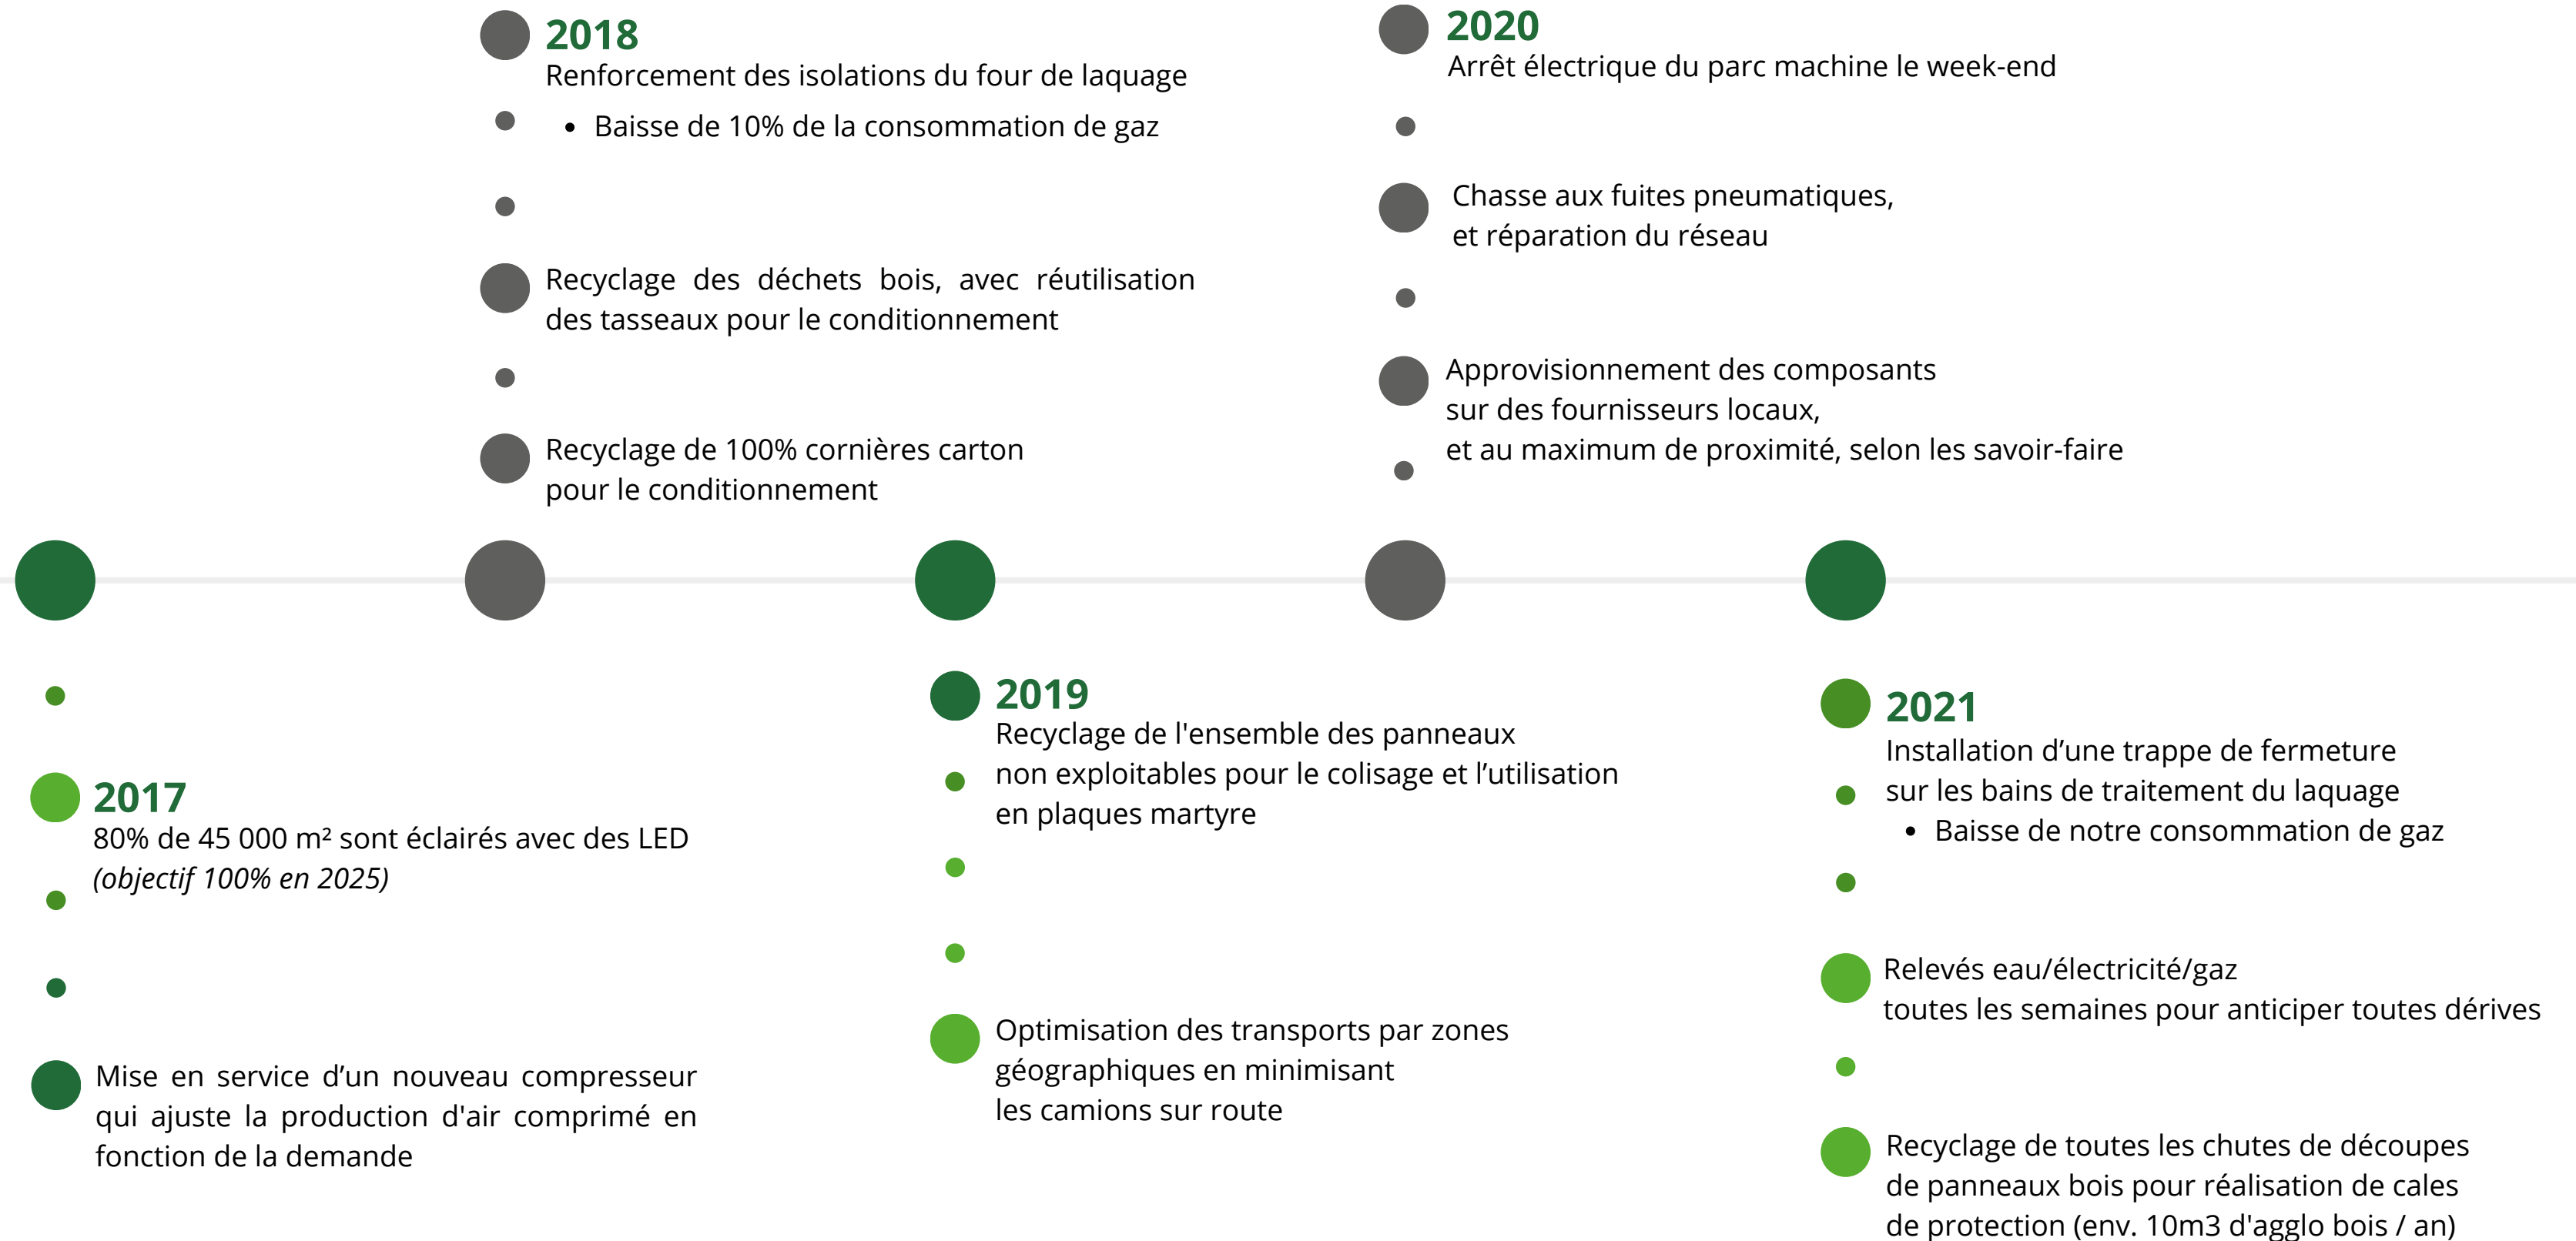 2018
Renforcement des isolations du four de laquage
• Baisse de 10% de la consommation de gaz
Recyclage des déchets bois, avec réutilisation
des tasseaux pour le conditionnement
Recyclage de 100% cornières carton
pour le conditionnement
2020
Arrêt électrique du parc machine le week-end
Chasse aux fuites pneumatiques,
et réparation du réseau
Approvisionnement des composants
sur des fournisseurs locaux,
et au maximum de proximité, selon les savoir-faire
2017
80% de 45 000 m² sont éclairés avec des LED
(objectif 100% en 2025)
Mise en service d’un nouveau compresseur
qui ajuste la production d'air comprimé en
fonction de la demande
2019
Recyclage de l'ensemble des panneaux
non exploitables pour le colisage et l’utilisation
en plaques martyre
Optimisation des transports par zones
géographiques en minimisant
les camions sur route
2021
Installation d’une trappe de fermeture
sur les bains de traitement du laquage
• Baisse de notre consommation de gaz
Relevés eau/électricité/gaz
toutes les semaines pour anticiper toutes dérives
Recyclage de toutes les chutes de découpes
de panneaux bois pour réalisation de cales
de protection (env. 10m3 d'agglo bois / an)